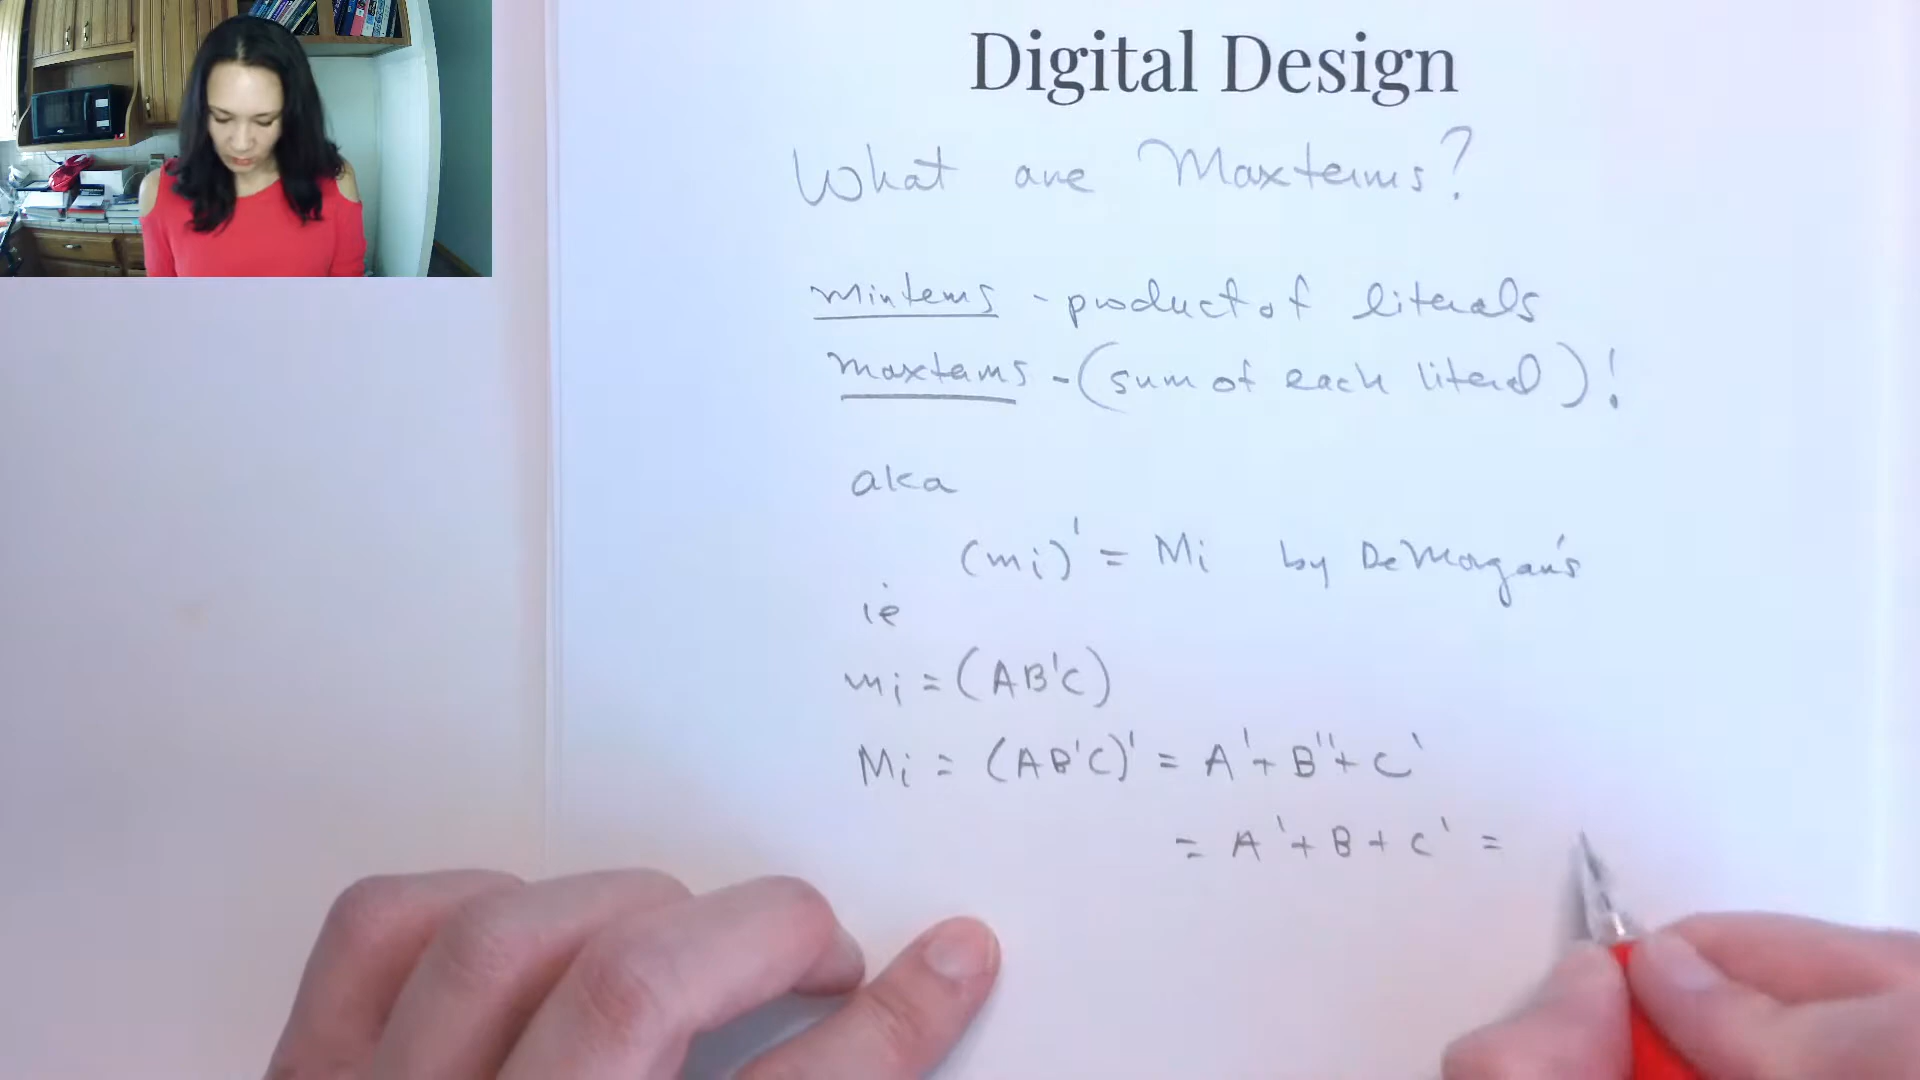 Digital Design
What are Maxterms?
minterms - product of literals
maxterms - (sum of each literal)!
aka
(mi)' = Mi by DeMorgan's
ie
mi = (AB'C)
Mi = (AB'C)' = A' + B'' + C'
= A' + B + C' =